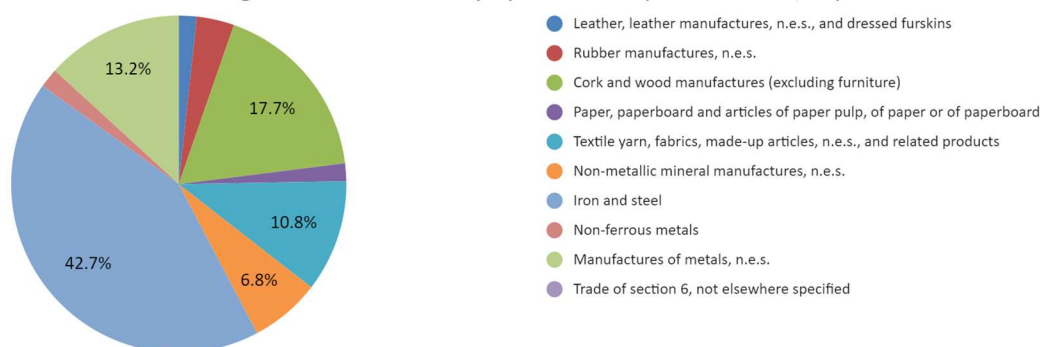 13.2%
17.7%
10.8%
6.8%
42.7%
Leather, leather manufactures, n.e.s., and dressed furskins
Rubber manufactures, n.e.s.
Cork and wood manufactures (excluding furniture)
Paper, paperboard and articles of paper pulp, of paper or of paperboard
Textile yarn, fabrics, made-up articles, n.e.s., and related products
Non-metallic mineral manufactures, n.e.s.
Iron and steel
Non-ferrous metals
Manufactures of metals, n.e.s.
Trade of section 6, not elsewhere specified